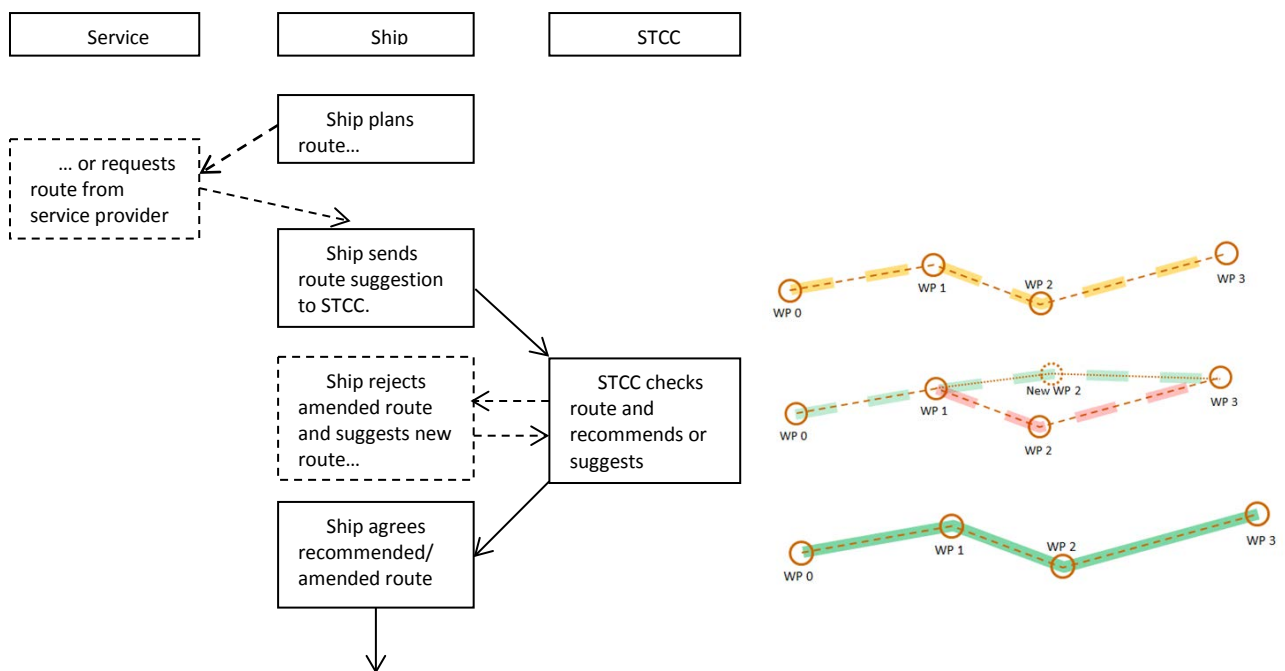 Service
Ship
STCC
Ship plans
route…
… or requests
route from
service provider
Ship sends
route suggestion
to STCC.
Ship rejects
amended route
and suggests new
route…
STCC checks
route and
recommends or
suggests
Ship agrees
recommended/
amended route
WP 0
WP 1
WP 2
WP 3
WP 0
WP 1
New WP 2
WP 2
WP 3
WP 0
WP 1
WP 2
WP 3